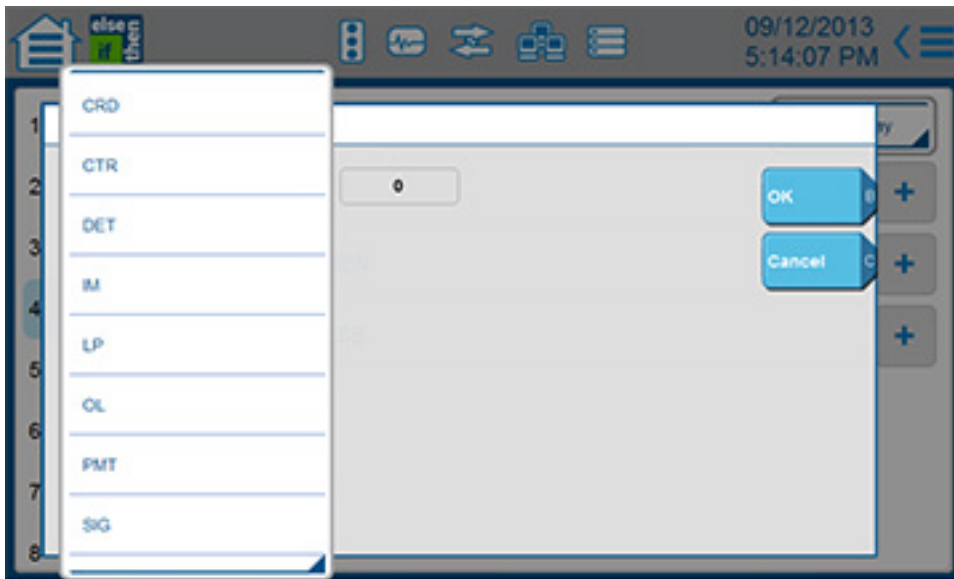 else
if then
09/12/2013
5:14:07 PM
CRD
CTR
DET
IM
LP
OL
PMT
SIG
1
2
3
4
5
6
7
8
0
OK B
Cancel C
+
+
+